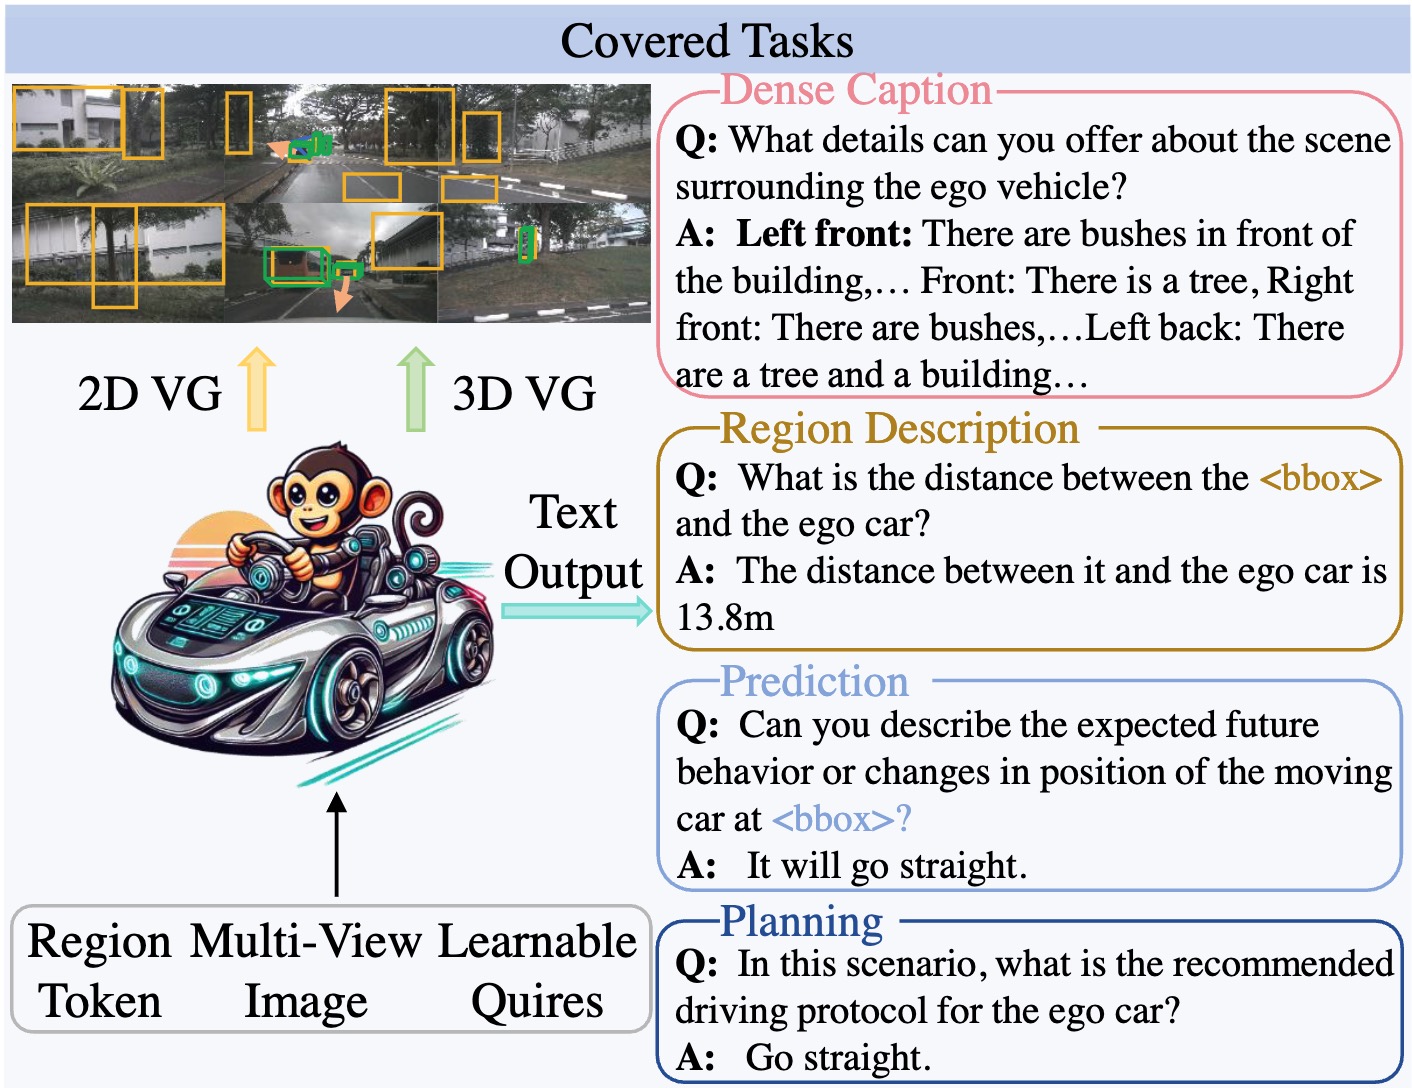 Covered Tasks
2D VG
3D VG
Text
Output
Region Multi-View Learnable
Token Image Quires
Dense Caption
Q: What details can you offer about the scene
surrounding the ego vehicle?
A: Left front: There are bushes in front of
the building,... Front: There is a tree, Right
front: There are bushes,...Left back: There
are a tree and a building...
Region Description
Q: What is the distance between the <bbox>
and the ego car?
A: The distance between it and the ego car is
13.8m
Prediction
Q: Can you describe the expected future
behavior or changes in position of the moving
car at <bbox>?
A: It will go straight.
Planning
Q: In this scenario, what is the recommended
driving protocol for the ego car?
A: Go straight.